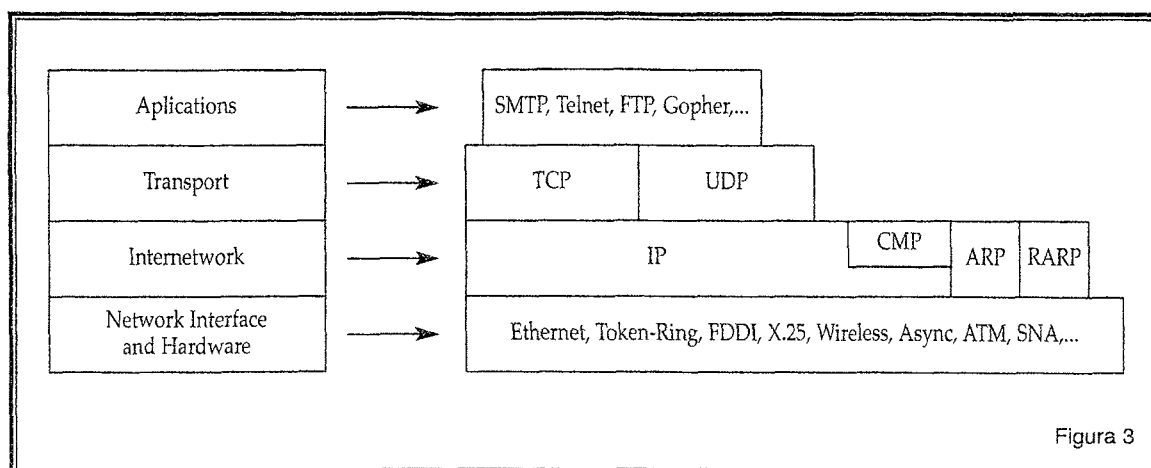 Aplications
SMTP, Telnet, FTP, Gopher,...
Transport
TCP
UDP
Internetwork
IP
CMP
ARP
RARP
Network Interface
and Hardware
Ethernet, Token-Ring, FDDI, X.25, Wireless, Async, ATM, SNA,...
Figura 3